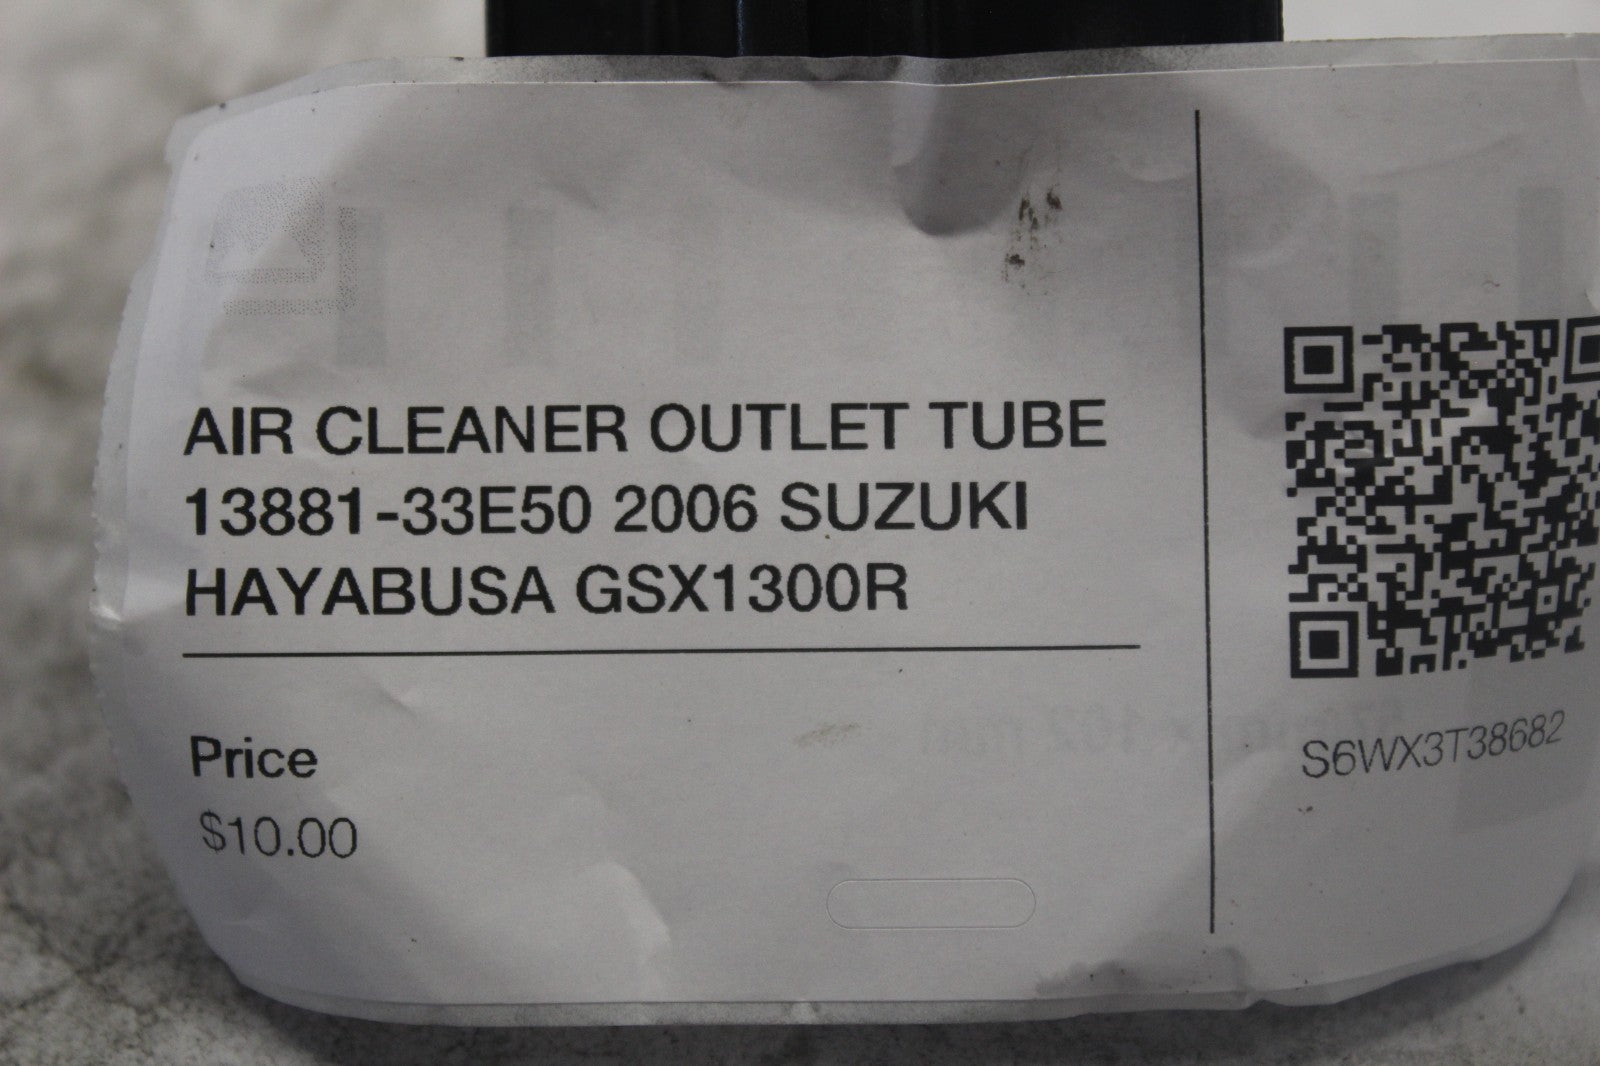 AIR CLEANER OUTLET TUBE
13881-33E50 2006 SUZUKI
HAYABUSA GSX1300R
Price
$10.00
S6WX3T38682